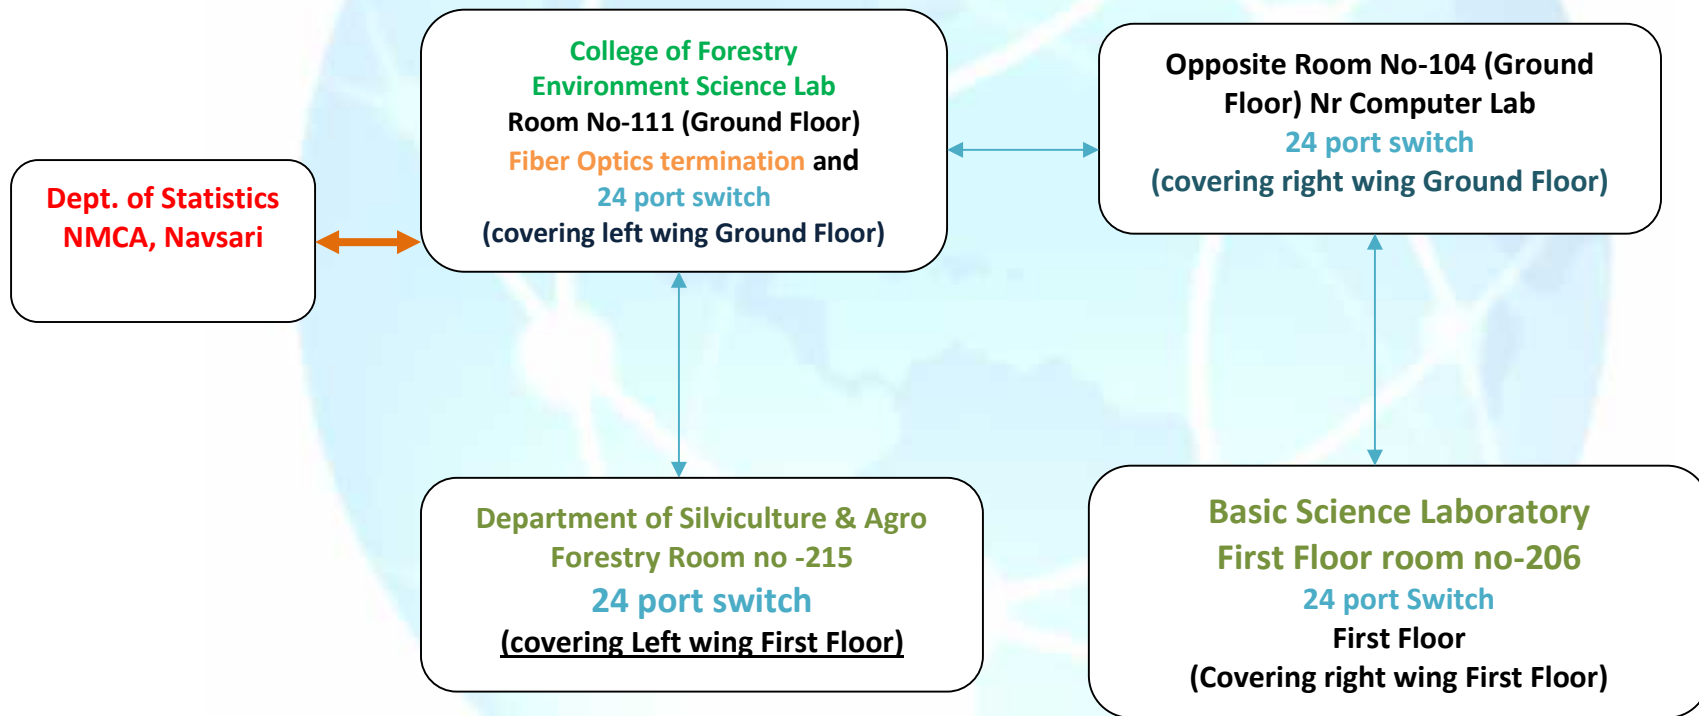 Dept. of Statistics
NMCA, Navsari
College of Forestry
Environment Science Lab
Room No-111 (Ground Floor)
Fiber Optics termination and
24 port switch
(covering left wing Ground Floor)
Opposite Room No-104 (Ground
Floor) Nr Computer Lab
24 port switch
(covering right wing Ground Floor)
Department of Silviculture & Agro
Forestry Room no -215
24 port switch
(covering Left wing First Floor)
Basic Science Laboratory
First Floor room no-206
24 port Switch
First Floor
(Covering right wing First Floor)